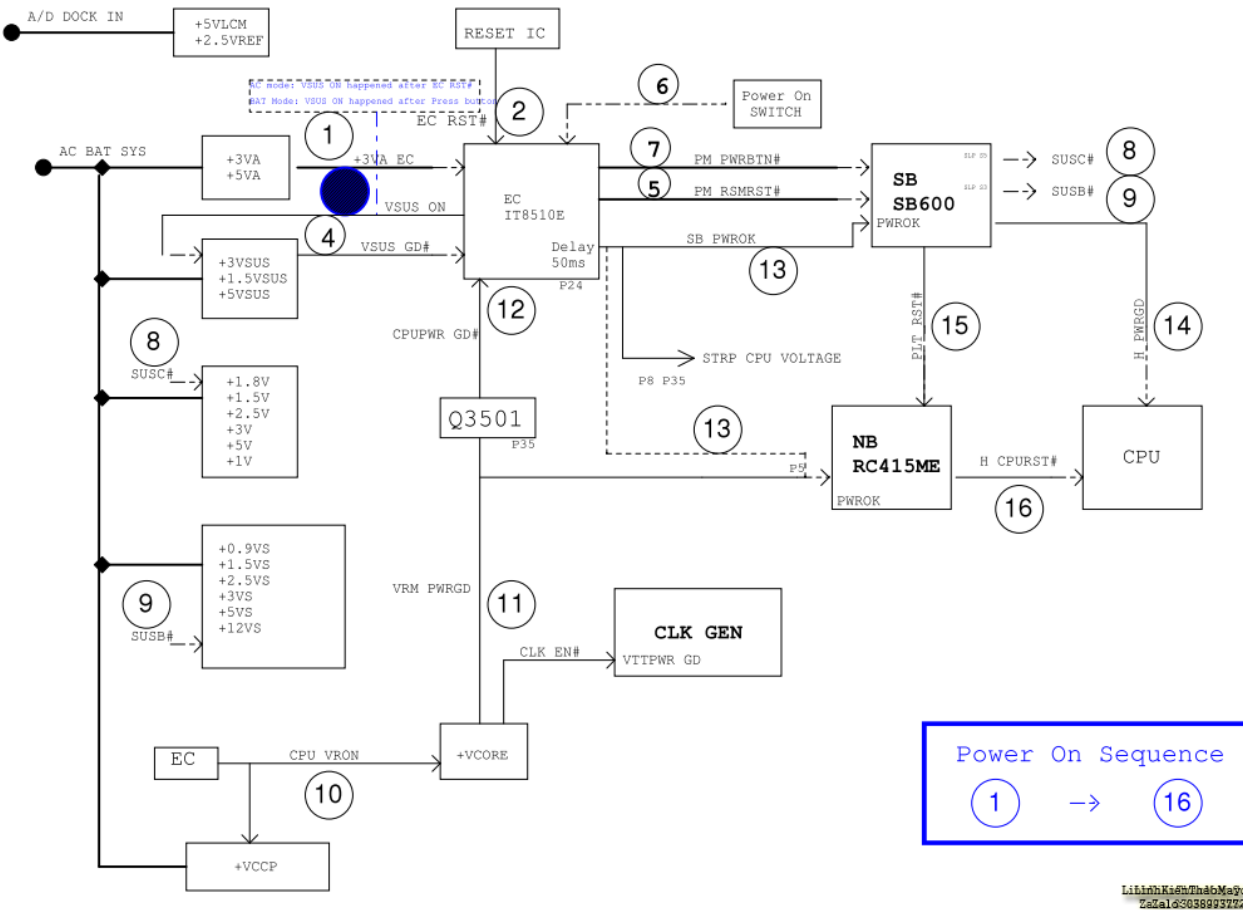 A/D DOCK IN
+5VLCM
+2.5VREF
RESET IC
AC mode: VSUS ON happened after EC RST#
BAT Mode: VSUS ON happened after Press button
EC RST#
2
6
Power On
SWITCH
1
AC BAT SYS
+3VA
+5VA
+3VA EC
7
PM PWRBTN#
5
PM RSMRST#
EC
IT8510E
Delay
50ms
P24
SB
SB600
PWROK
SLP S5
SLP S3
SUSC#
8
SUSB#
9
VSUS ON
4
VSUS GD#
+3VSUS
+1.5VSUS
+5VSUS
SB PWROK
13
12
CPUPWR GD#
STRP CPU VOLTAGE
P8 P35
PLT RST#
15
H PWRGD
14
8
SUSC#
+1.8V
+1.5V
+2.5V
+3V
+5V
+1V
Q3501
P35
13
P5
NB
RC415ME
PWROK
H CPURST#
16
CPU
+0.9VS
+1.5VS
+2.5VS
+3VS
+5VS
+12VS
9
SUSB#
VRM PWRGD
11
CLK EN#
CLK GEN
VTTPWR GD
EC
CPU VRON
10
+VCORE
+VCCP
Power On Sequence
1
16